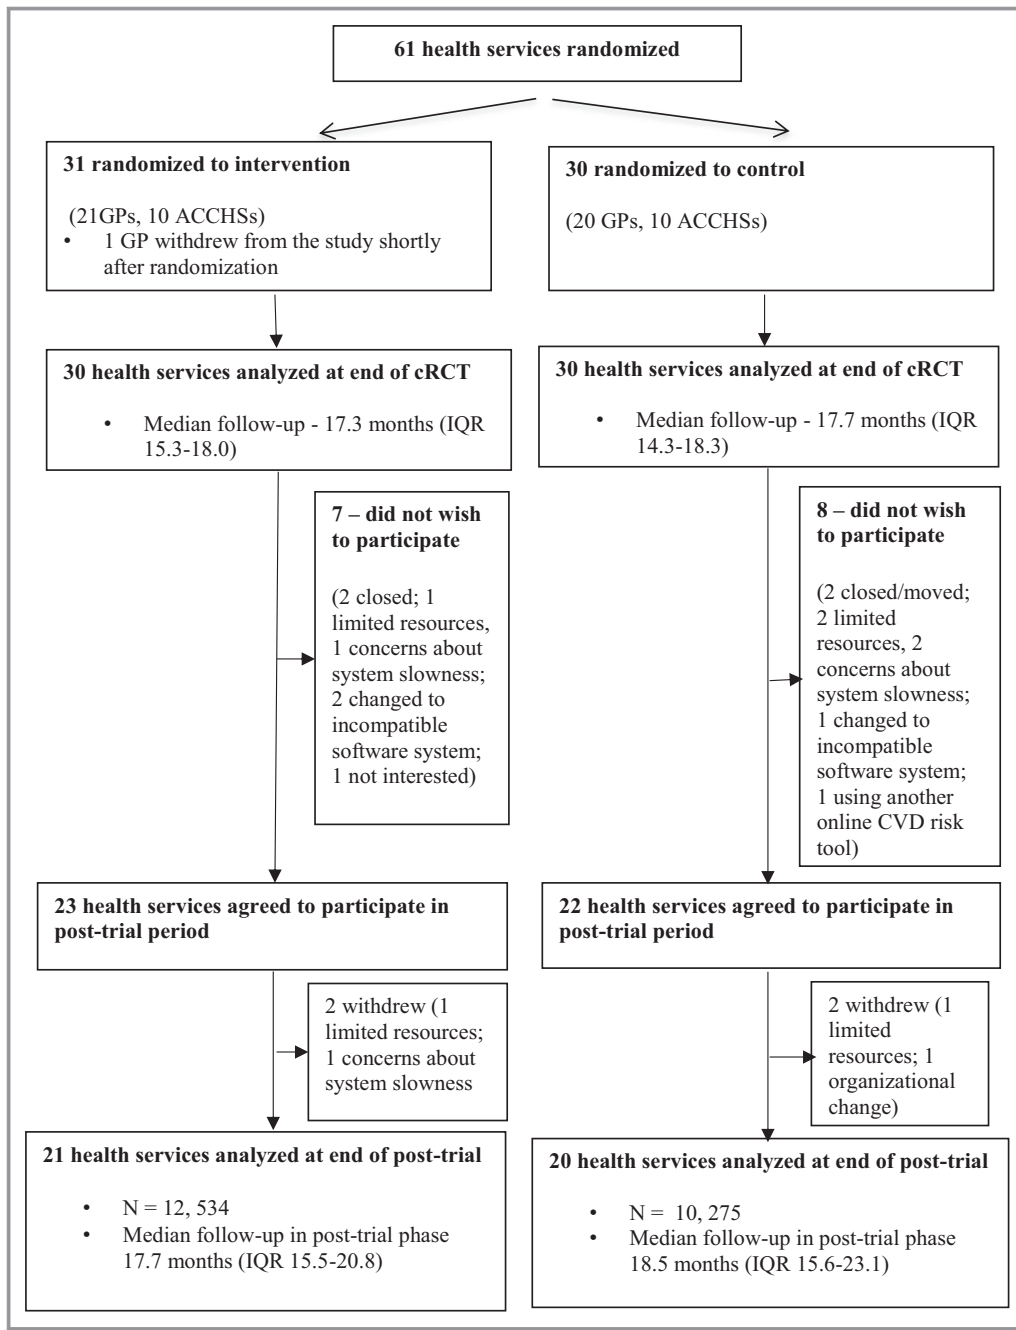 61 health services randomized
31 randomized to intervention
(21GPs, 10 ACCHSs)
• 1 GP withdrew from the study shortly
after randomization
30 randomized to control
(20 GPs, 10 ACCHSs)
30 health services analyzed at end of cRCT
• Median follow-up - 17.3 months (IQR
15.3-18.0)
30 health services analyzed at end of cRCT
• Median follow-up - 17.7 months (IQR
14.3-18.3)
7 – did not wish
to participate
(2 closed; 1
limited resources,
1 concerns about
system slowness;
2 changed to
incompatible
software system;
1 not interested)
8 – did not wish
to participate
(2 closed/moved;
2 limited
resources, 2
concerns about
system slowness;
1 changed to
incompatible
software system;
1 using another
online CVD risk
tool)
23 health services agreed to participate in
post-trial period
22 health services agreed to participate in
post-trial period
2 withdrew (1
limited resources;
1 concerns about
system slowness
2 withdrew (1
limited
resources; 1
organizational
change)
21 health services analyzed at end of post-trial
• N = 12, 534
• Median follow-up in post-trial phase
17.7 months (IQR 15.5-20.8)
20 health services analyzed at end of post-trial
• N = 10, 275
• Median follow-up in post-trial phase
18.5 months (IQR 15.6-23.1)